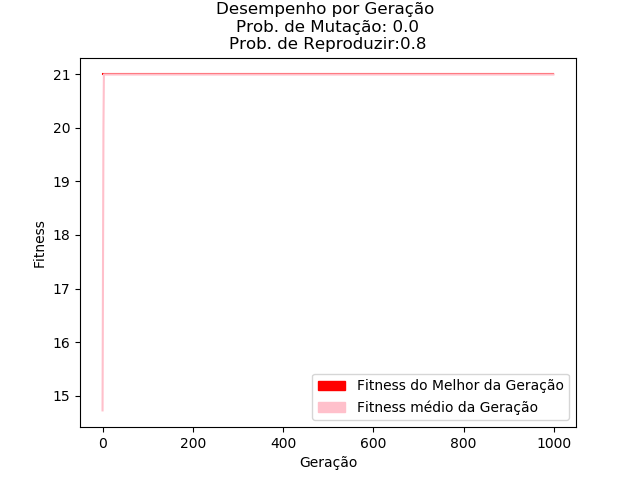 Desempenho por Geração
Prob. de Mutação: 0.0
Prob. de Reproduzir:0.8
21
20
19
18
17
16
15
Fitness
Fitness do Melhor da Geração
Fitness médio da Geração
0 200 400 600 800 1000
Geração